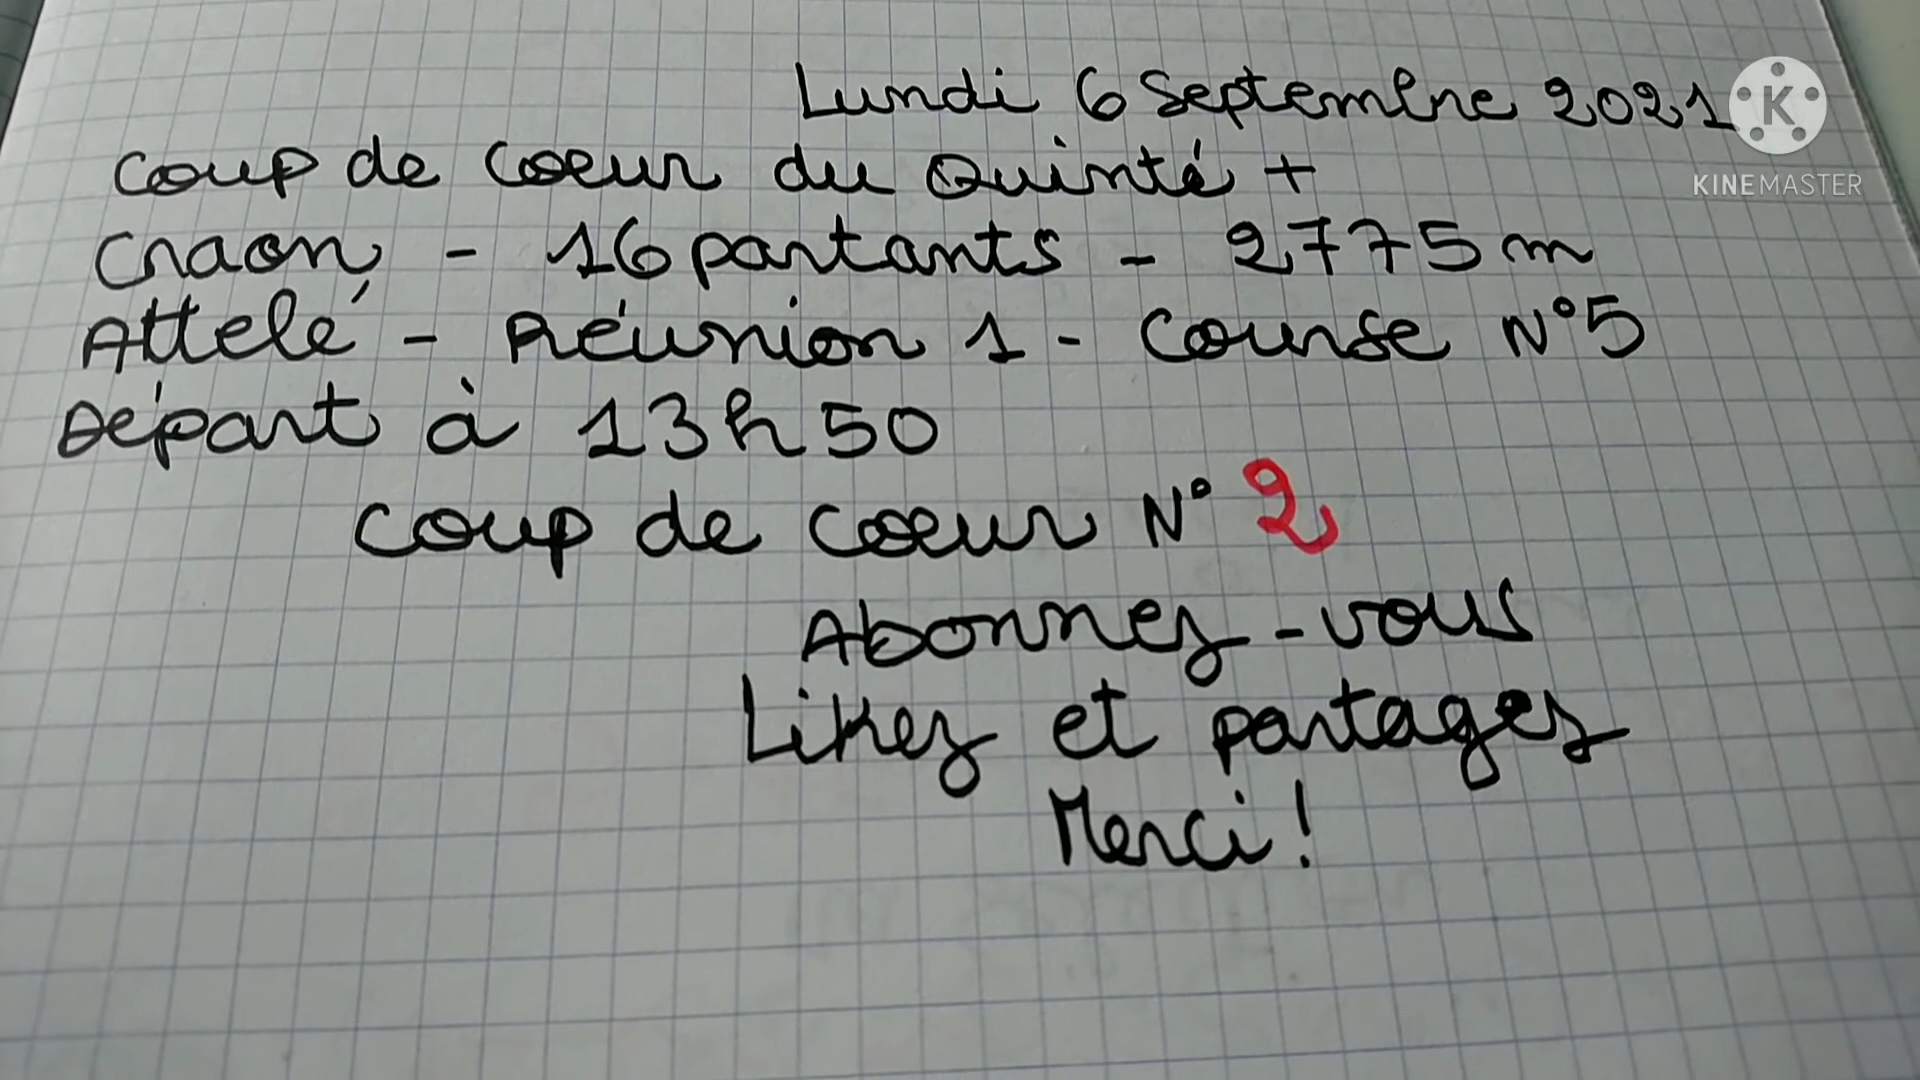 Lundi 6 Septembre 2021
Coup de coeur du Quinté +
Craon - 16 partants - 2775 m
Attelé - Réunion 1 - Course N°5
Départ à 13h50
Coup de coeur N° 2
Abonnez-vous
Likez et partagez
Merci !
K
KINEMASTER